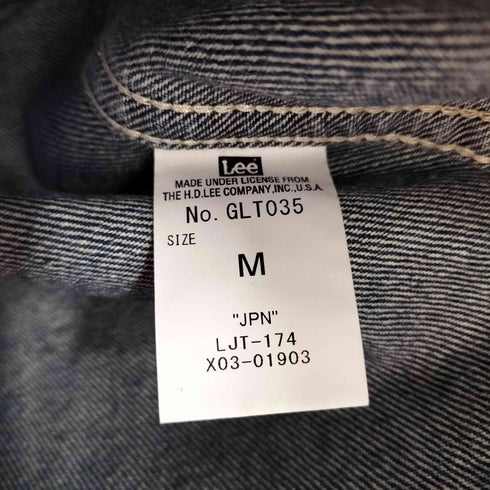 Lee
MADE UNDER LICENSE FROM
THE H.D.LEE COMPANY,INC.,U.S.A.
No. GLT035
SIZE
M
"JPN"
LJT-174
X03-01903